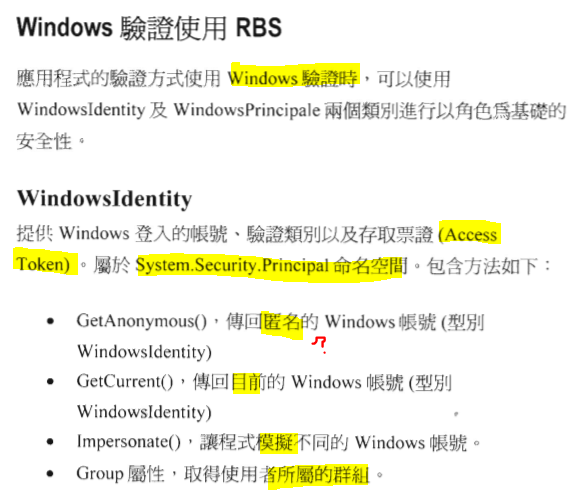 Windows 驗證使用 RBS
應用程式的驗證方式使用 Windows 驗證時，可以使用
WindowsIdentity 及 WindowsPrincipale 兩個類別進行以角色為基礎的
安全性。
WindowsIdentity
提供 Windows 登入的帳號、驗證類別以及存取票證 (Access
Token)。屬於 System.Security.Principal 命名空間。包含方法如下：
• GetAnonymous()，傳回匿名的 Windows 帳號 (型別
WindowsIdentity)
?
• GetCurrent()，傳回目前的 Windows 帳號 (型別
WindowsIdentity)
• Impersonate()，讓程式模擬不同的 Windows 帳號。
• Group 屬性，取得使用者所屬的群組。